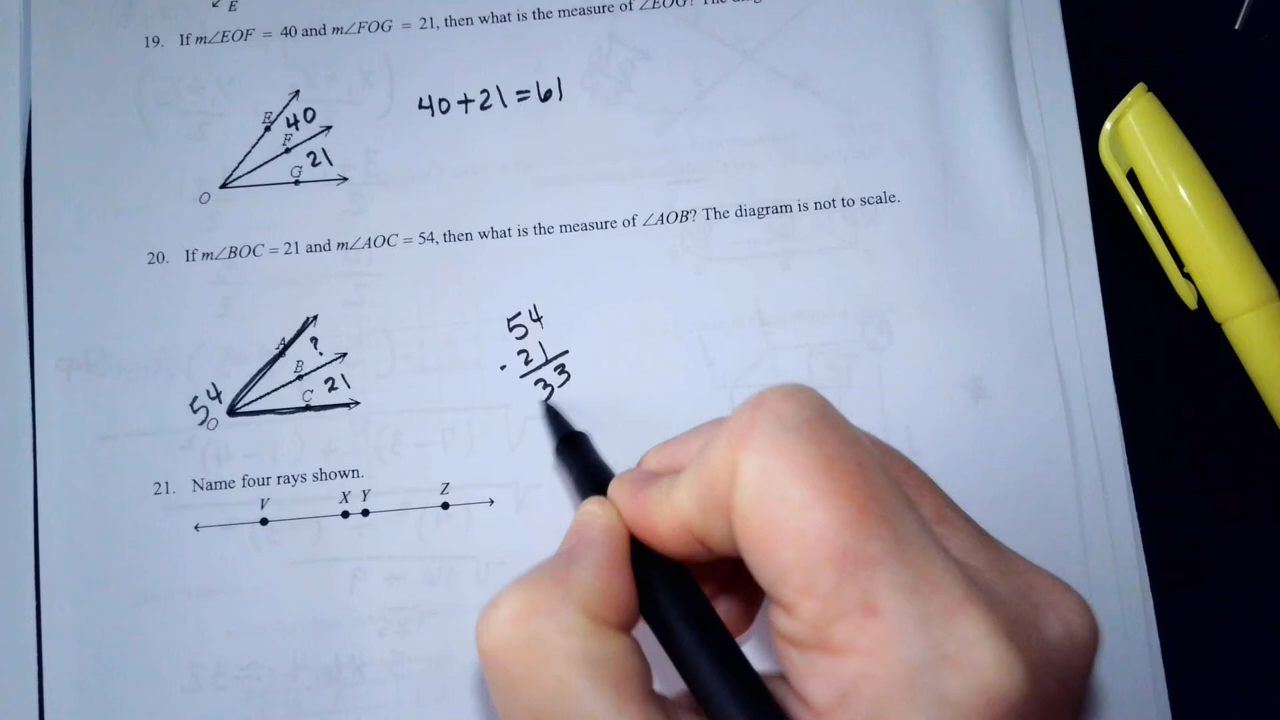 E
19. If m∠EOF = 40 and m∠FOG = 21, then what is the measure of ∠EOG? The
E 40
F
21
G
O
40+21=61
20. If m∠BOC = 21 and m∠AOC = 54, then what is the measure of ∠AOB? The diagram is not to scale.
A ?
B
C 21
54
O
54
- 21
33
21. Name four rays shown.
V X Y Z